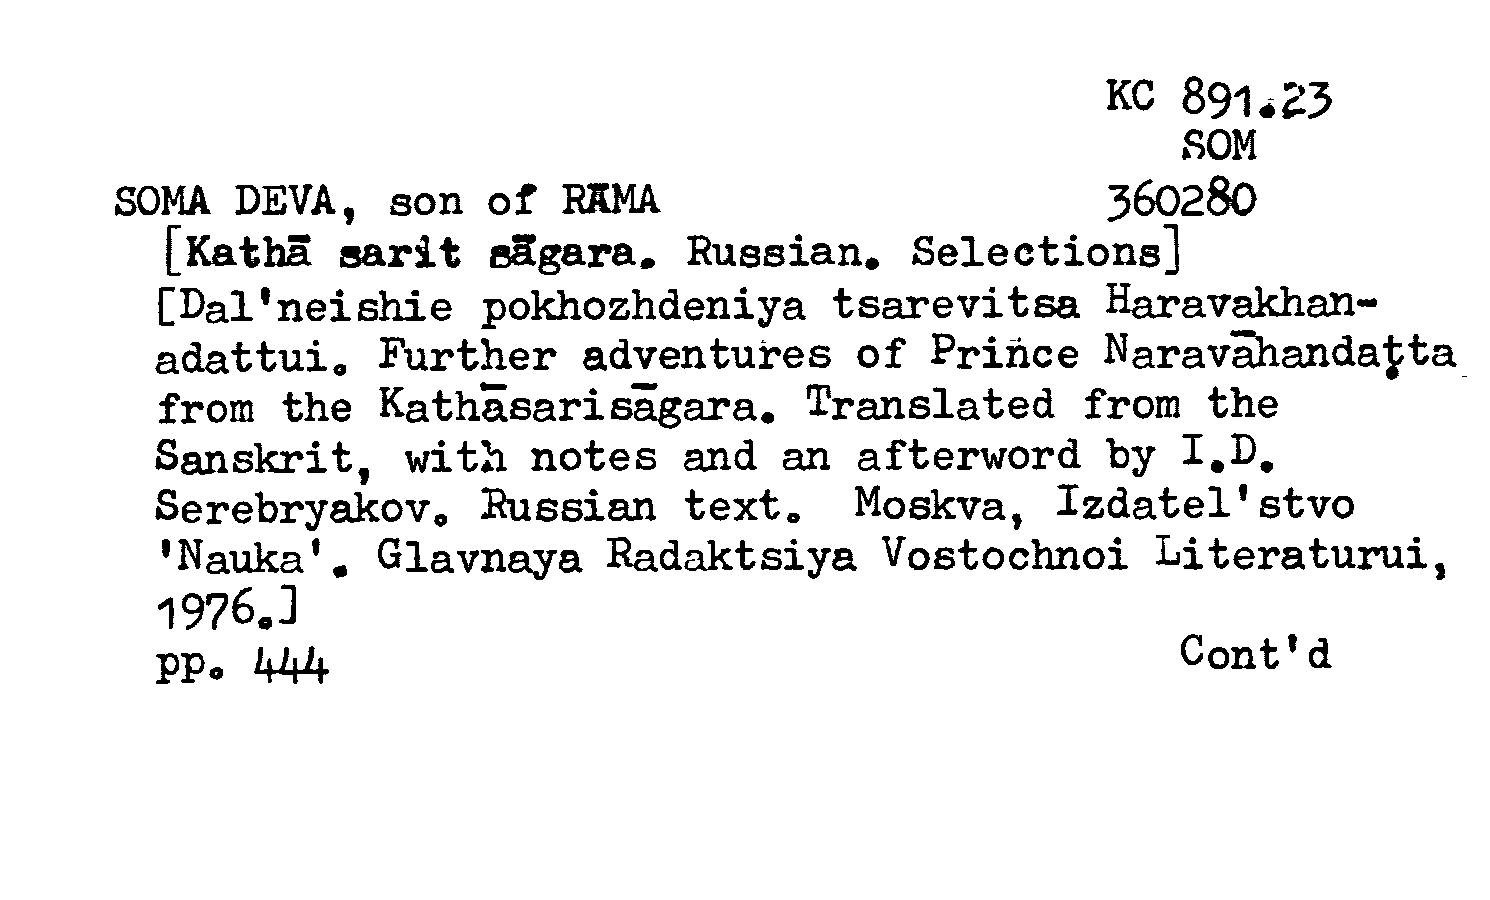 KC 891.23
SOM
SOMA DEVA, son of RĀMA 360280
[Kathā sarit sāgara. Russian. Selections]
[Dal'neishie pokhozhdeniya tsarevitsa Haravakhan-
adattui. Further adventures of Prince Naravāhandaṭta
from the Kathāsarisāgara. Translated from the
Sanskrit, with notes and an afterword by I.D.
Serebryakov. Russian text. Moskva, Izdatel'stvo
'Nauka'. Glavnaya Radaktsiya Vostochnoi Literaturui,
1976.]
pp. 444 Cont'd